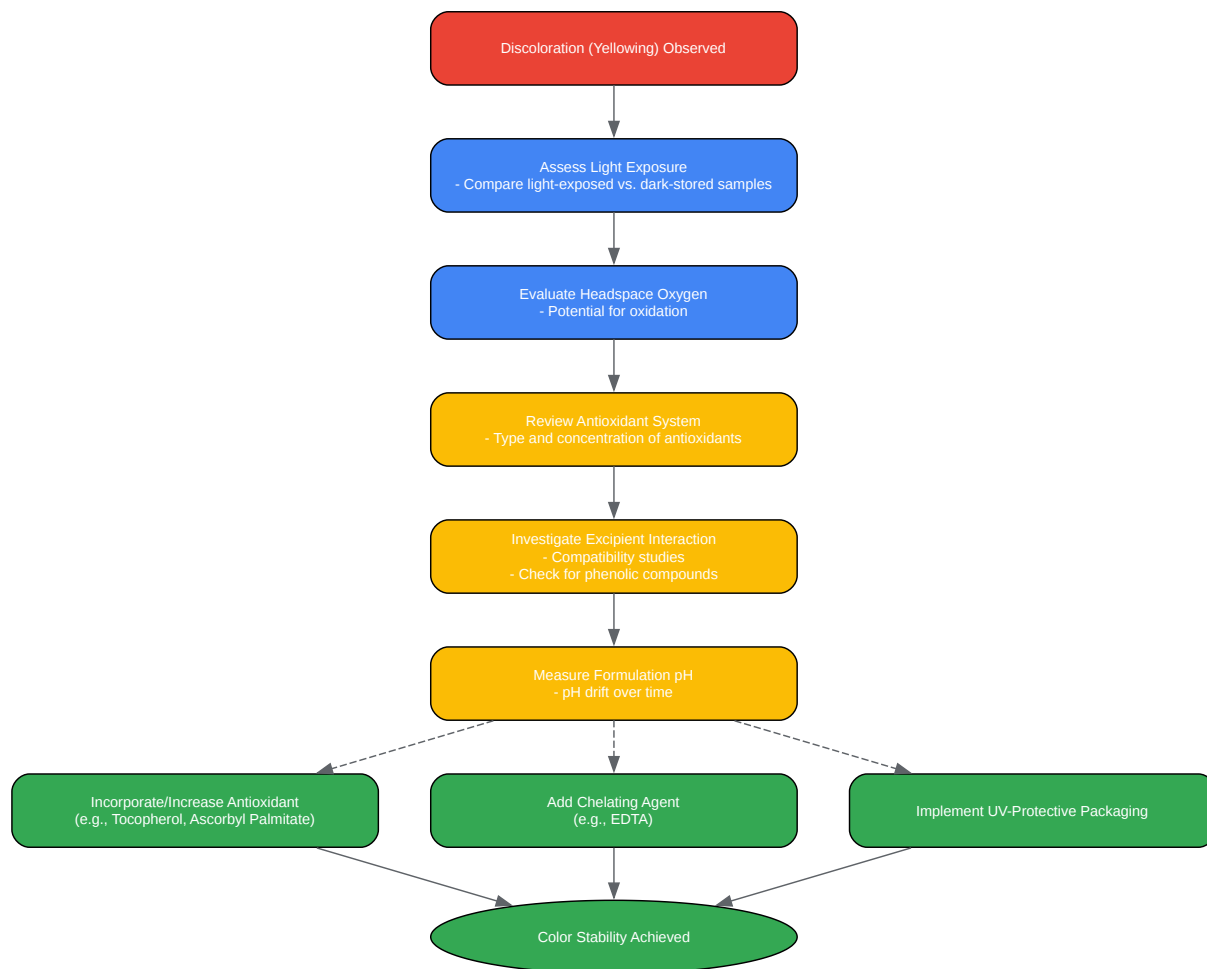 Discoloration (Yellowing) Observed
Assess Light Exposure
- Compare light-exposed vs. dark-stored samples
Evaluate Headspace Oxygen
- Potential for oxidation
Review Antioxidant System
- Type and concentration of antioxidants
Investigate Excipient Interaction
- Compatibility studies
- Check for phenolic compounds
Measure Formulation pH
- pH drift over time
Incorporate/Increase Antioxidant
(e.g., Tocopherol, Ascorbyl Palmitate)
Add Chelating Agent
(e.g., EDTA)
Implement UV-Protective Packaging
Color Stability Achieved